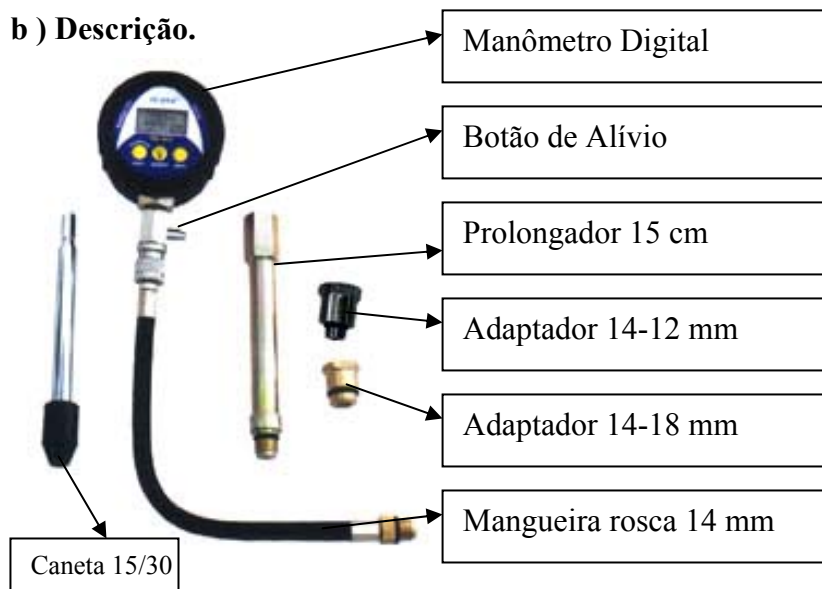 b ) Descrição.
Manômetro Digital
Botão de Alívio
Prolongador 15 cm
Adaptador 14-12 mm
Adaptador 14-18 mm
Mangueira rosca 14 mm
Caneta 15/30